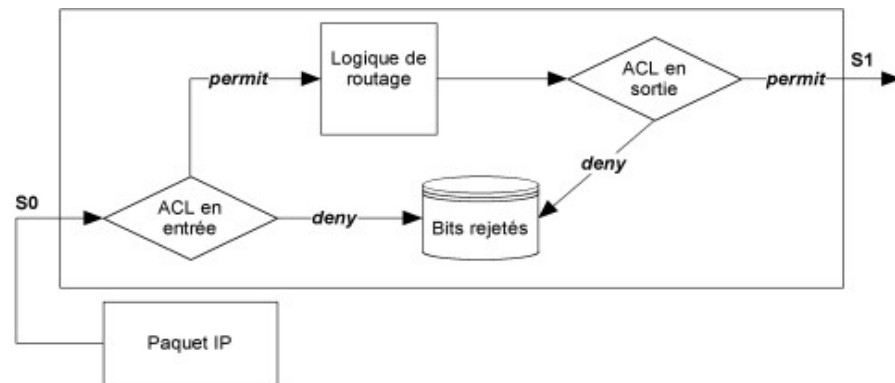 Logique de
routage
permit
ACL en
sortie
permit
S1
deny
S0
ACL en
entrée
deny
Bits rejetés
Paquet IP